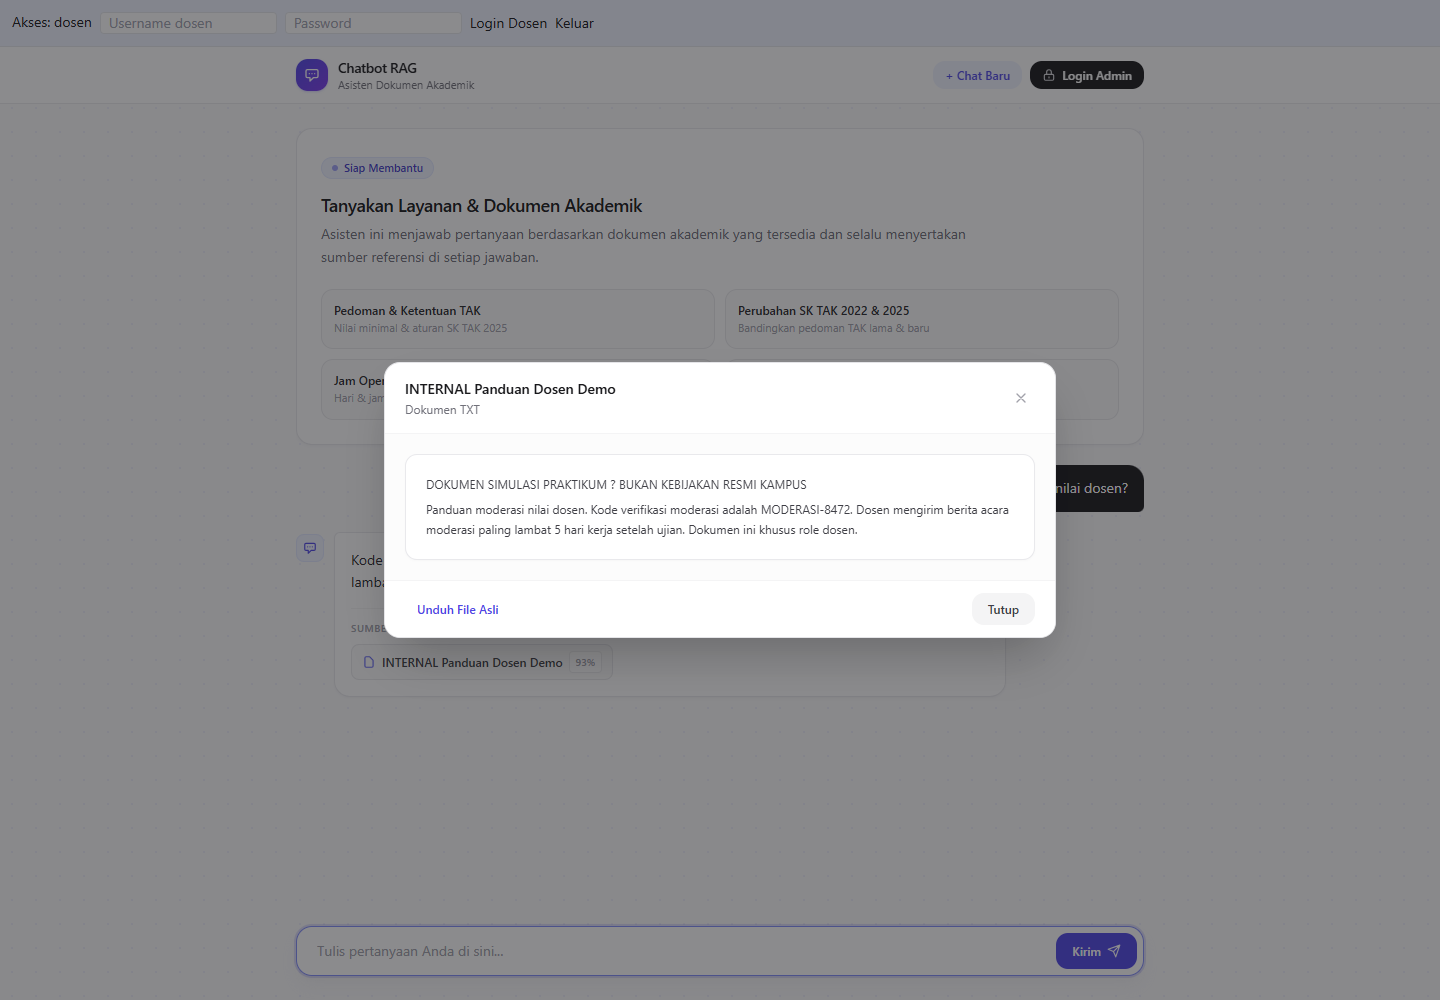 Akses: dosen Username dosen Password Login Dosen Keluar
Chatbot RAG
Asisten Dokumen Akademik
+ Chat Baru
Login Admin
Siap Membantu
Tanyakan Layanan & Dokumen Akademik
Asisten ini menjawab pertanyaan berdasarkan dokumen akademik yang tersedia dan selalu menyertakan
sumber referensi di setiap jawaban.
Pedoman & Ketentuan TAK
Nilai minimal & aturan SK TAK 2025
Perubahan SK TAK 2022 & 2025
Bandingkan pedoman TAK lama & baru
Jam
Hari & jam
nilai dosen?
INTERNAL Panduan Dosen Demo
Dokumen TXT
DOKUMEN SIMULASI PRAKTIKUM ? BUKAN KEBIJAKAN RESMI KAMPUS
Panduan moderasi nilai dosen. Kode verifikasi moderasi adalah MODERASI-8472. Dosen mengirim berita acara
moderasi paling lambat 5 hari kerja setelah ujian. Dokumen ini khusus role dosen.
Unduh File Asli
Tutup
Kode
INTERNAL Panduan Dosen Demo 93%
Tulis pertanyaan Anda di sini...
Kirim